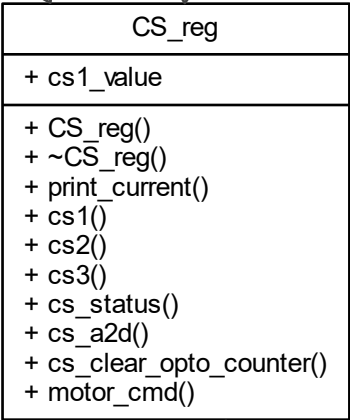 CS_reg
+ cs1_value
+ CS_reg()
+ ~CS_reg()
+ print_current()
+ cs1()
+ cs2()
+ cs3()
+ cs_status()
+ cs_a2d()
+ cs_clear_opto_counter()
+ motor_cmd()